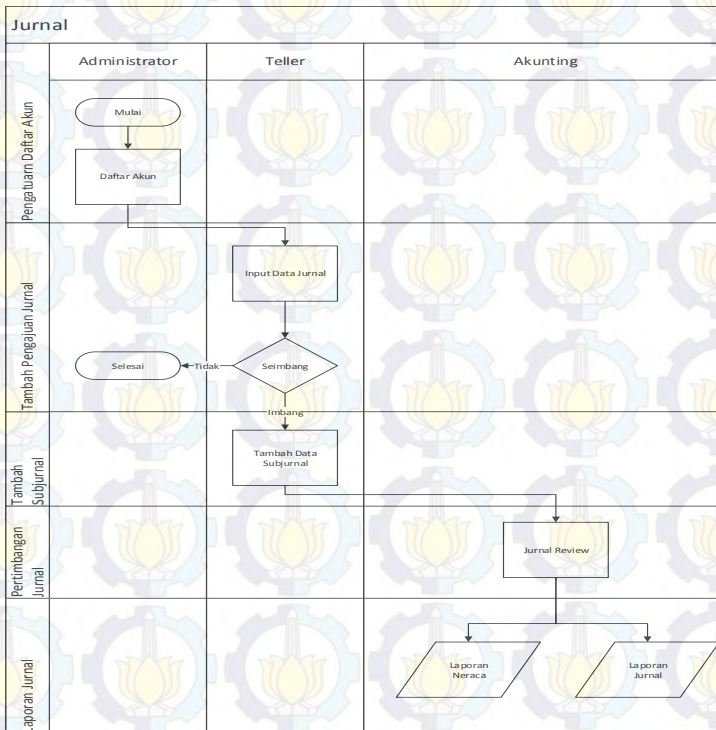 Jurnal
Administrator
Teller
Akunting
Pengatuarn Daftar Akun
Mulai
Daftar Akun
Tambah Pengajuan Jurnal
Input Data Jurnal
Selesai
Tidak
Seimbang
Imbang
Tambah
Subjurnal
Tambah Data
Subjurnal
Pertimbangan
Jurnal
Jurnal Review
Laporan Jurnal
Laporan
Neraca
Laporan
Jurnal